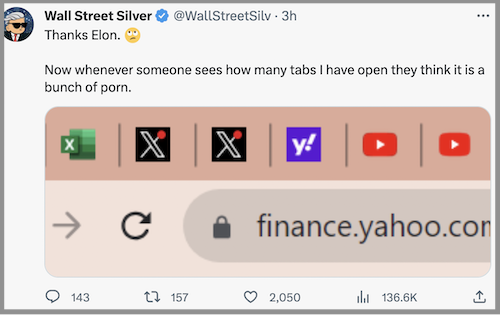 Wall Street Silver @WallStreetSilv · 3h
Thanks Elon. 🙄
Now whenever someone sees how many tabs I have open they think it is a
bunch of porn.
X X X y!
finance.yahoo.con
143 157 2,050 136.6K